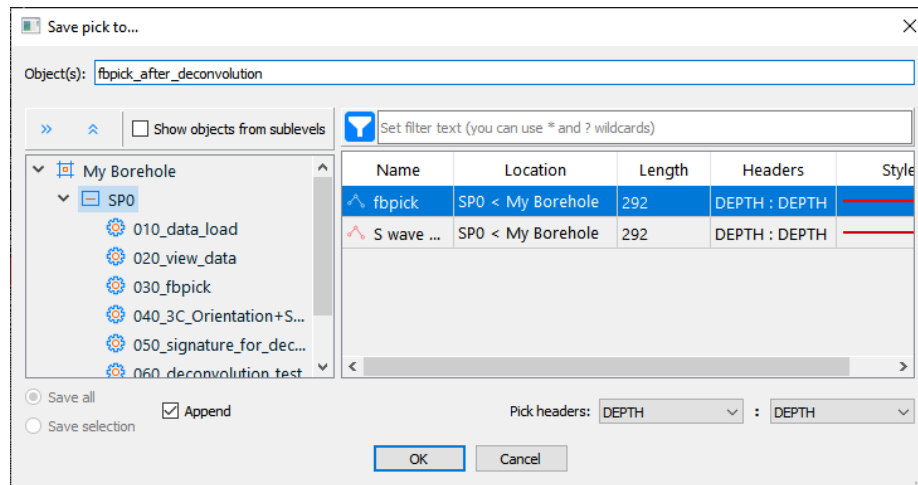 Save pick to...
Object(s): fbpick_after_deconvolution
Show objects from sublevels
Set filter text (you can use * and ? wildcards)
My Borehole
SP0
010_data_load
020_view_data
030_fbpick
040_3C_Orientation+S...
050_signature_for_dec...
060_deconvolution_test
Name Location Length Headers Style
fbpick SP0 < My Borehole 292 DEPTH : DEPTH
S wave ... SP0 < My Borehole 292 DEPTH : DEPTH
Save all
Save selection
Append
Pick headers: DEPTH : DEPTH
OK Cancel